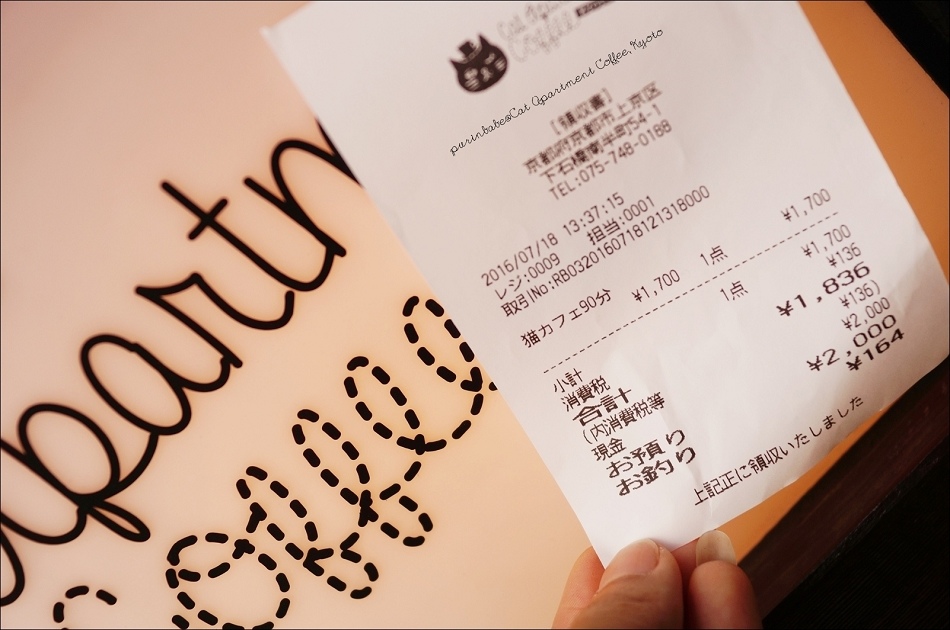 Cat Apartment
Coffee
purinbabe@Cat Apartment Coffee, Kyoto
[領収書]
京都府京都市上京区
下石橋南半町54-1
TEL:075-748-0188
2016/07/18 13:37:15
レジ:0009 担当:0001
取引No:RB0320160718121318000
¥1,700
猫カフェ90分 ¥1,700 1点
小計 1点 ¥1,700
消費税 ¥136
合計 ¥1,836
(内消費税等 ¥136)
現金 ¥2,000
お預り ¥2,000
お釣り ¥164
上記正に領収いたしました
apartm
Coffee